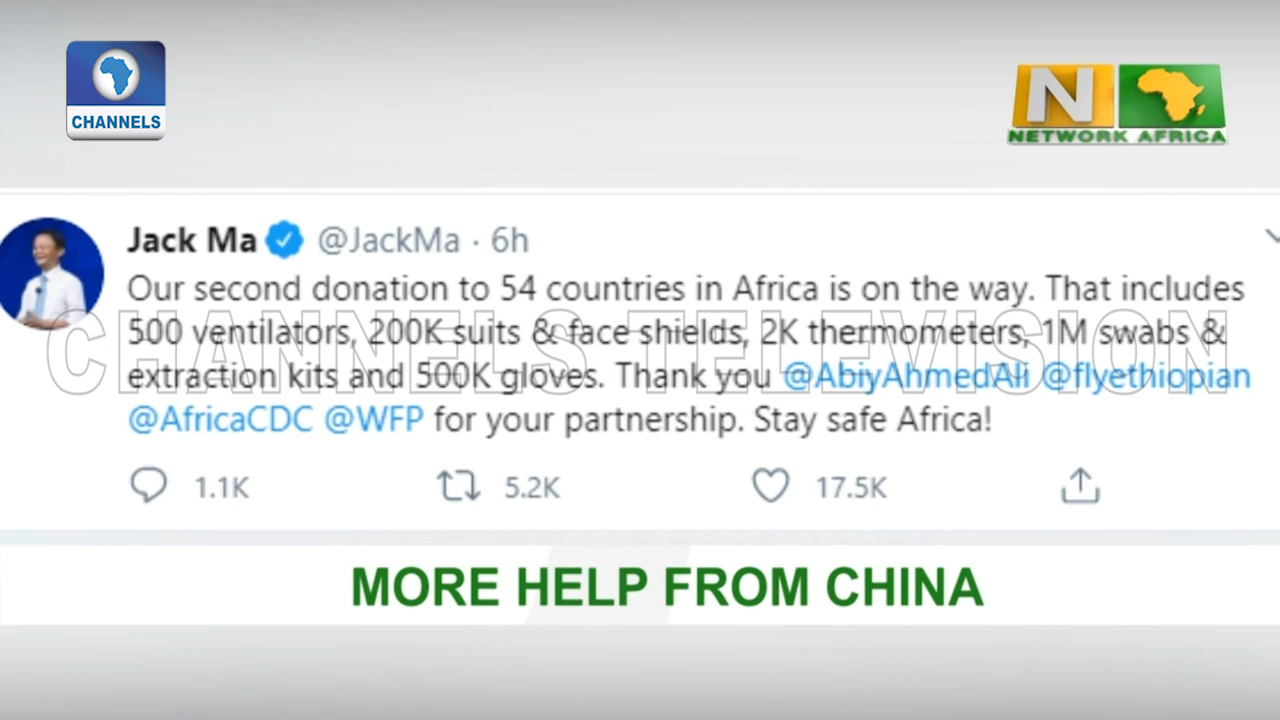 CHANNELS
N
NETWORK AFRICA
Jack Ma @JackMa · 6h
Our second donation to 54 countries in Africa is on the way. That includes
500 ventilators, 200K suits & face shields, 2K thermometers, 1M swabs &
extraction kits and 500K gloves. Thank you @AbiyAhmedAli @flyethiopian
@AfricaCDC @WFP for your partnership. Stay safe Africa!
CHANNELS TELEVISION
1.1K 5.2K 17.5K
MORE HELP FROM CHINA